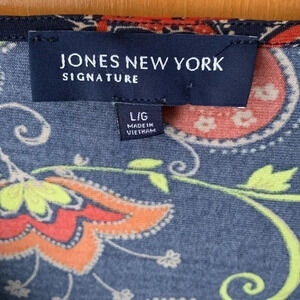 JONES NEW YORK
SIGNATURE
L/G
MADE IN
VIETNAM